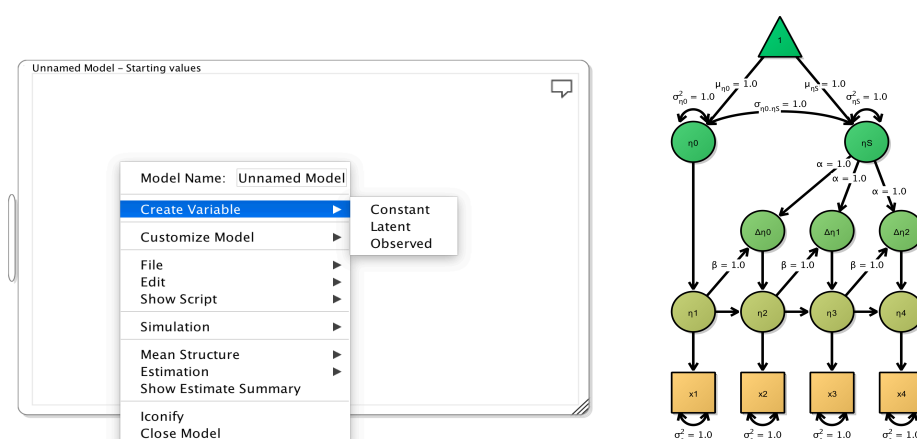 Unnamed Model – Starting values
Model Name: Unnamed Model
Create Variable
Constant
Latent
Observed
Customize Model
File
Edit
Show Script
Simulation
Mean Structure
Estimation
Show Estimate Summary
Iconify
Close Model
1
μη0 = 1.0
μηS = 1.0
σ²η0 = 1.0
σ²ηS = 1.0
ση0,ηS = 1.0
η0
ηS
α = 1.0
α = 1.0
α = 1.0
Δη0
Δη1
Δη2
β = 1.0
β = 1.0
β = 1.0
η1
η2
η3
η4
x1
x2
x3
x4
σ² = 1.0
σ² = 1.0
σ² = 1.0
σ² = 1.0